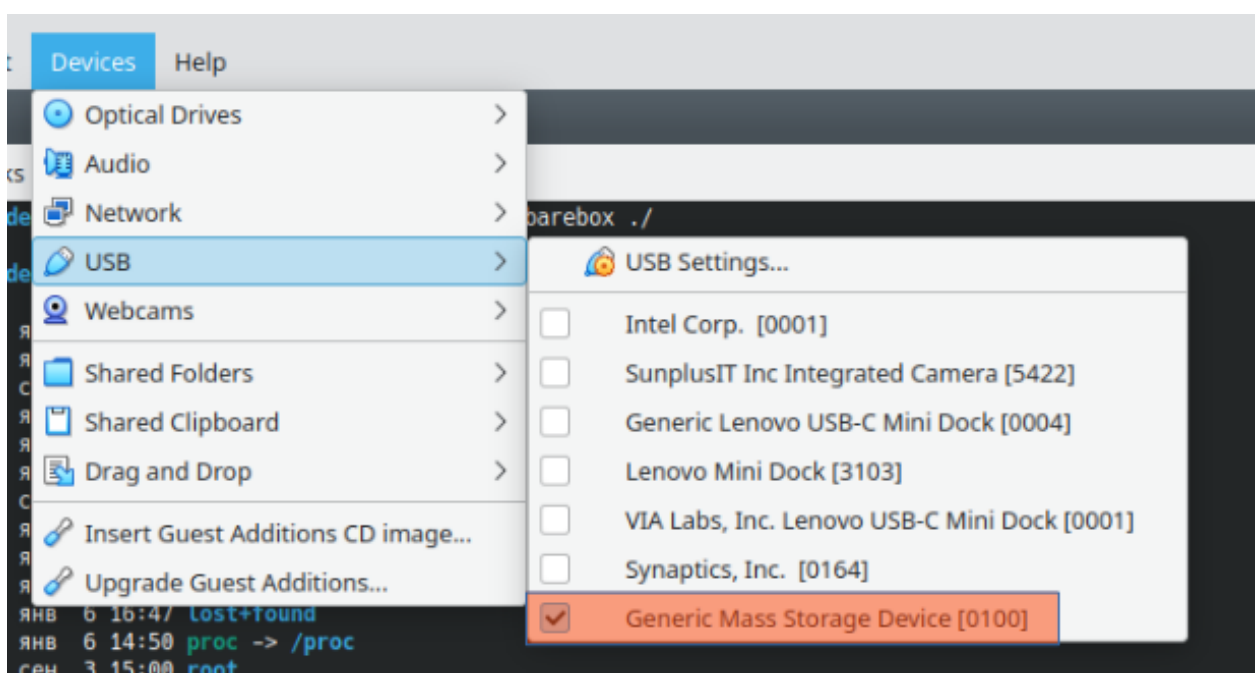 Devices Help
Optical Drives
Audio
ks
Network
de
barebox ./
USB
de
USB Settings...
Webcams
я
Intel Corp. [0001]
я
Shared Folders
SunplusIT Inc Integrated Camera [5422]
с
Shared Clipboard
Generic Lenovo USB-C Mini Dock [0004]
я
я
Drag and Drop
Lenovo Mini Dock [3103]
я
с
VIA Labs, Inc. Lenovo USB-C Mini Dock [0001]
я
Insert Guest Additions CD image...
я
Synaptics, Inc. [0164]
я
Upgrade Guest Additions...
янв 6 16:47 lost+found
Generic Mass Storage Device [0100]
янв 6 14:50 proc -> /proc
сен 3 15:00 root